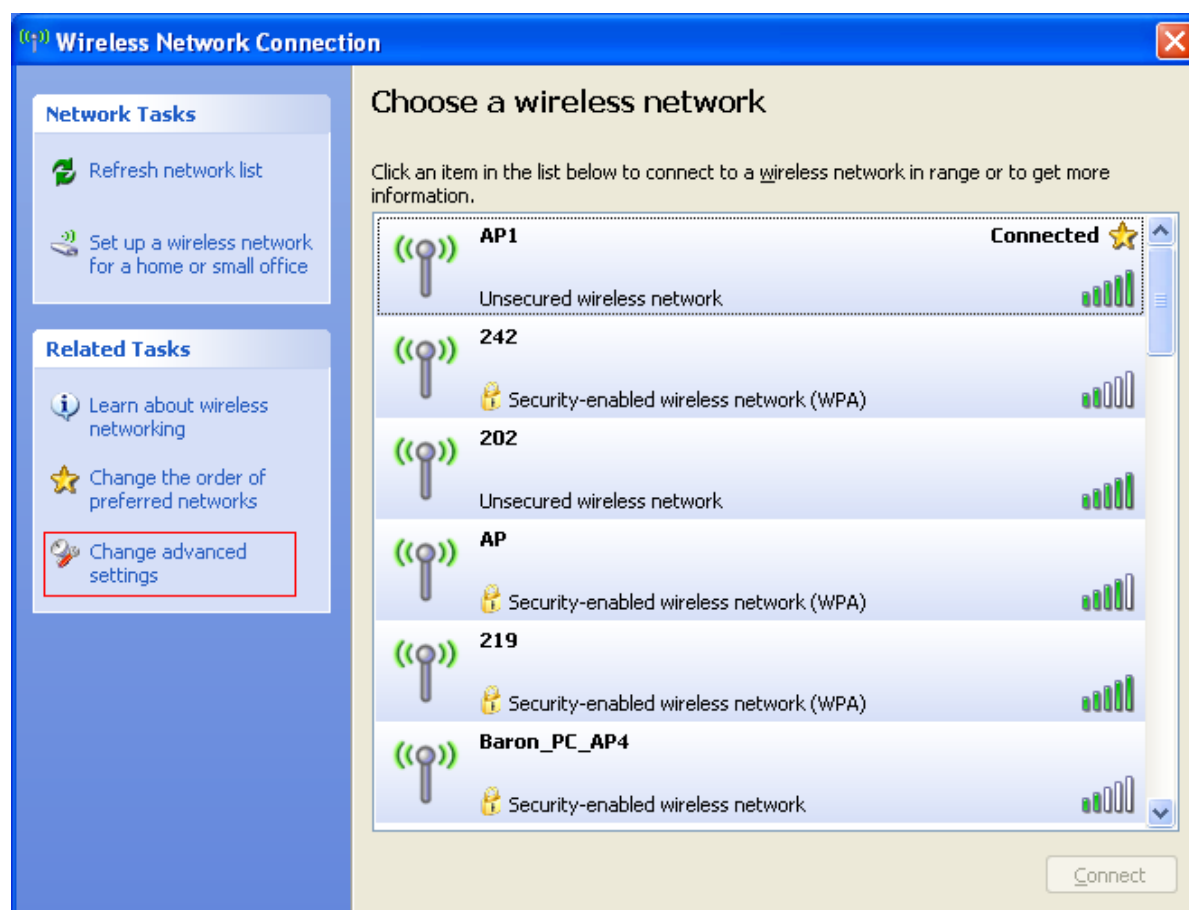 Wireless Network Connection
Network Tasks
Refresh network list
Set up a wireless network
for a home or small office
Related Tasks
Learn about wireless
networking
Change the order of
preferred networks
Change advanced
settings
Choose a wireless network
Click an item in the list below to connect to a wireless network in range or to get more
information.
AP1 Connected
Unsecured wireless network
242
Security-enabled wireless network (WPA)
202
Unsecured wireless network
AP
Security-enabled wireless network (WPA)
219
Security-enabled wireless network (WPA)
Baron_PC_AP4
Security-enabled wireless network
Connect